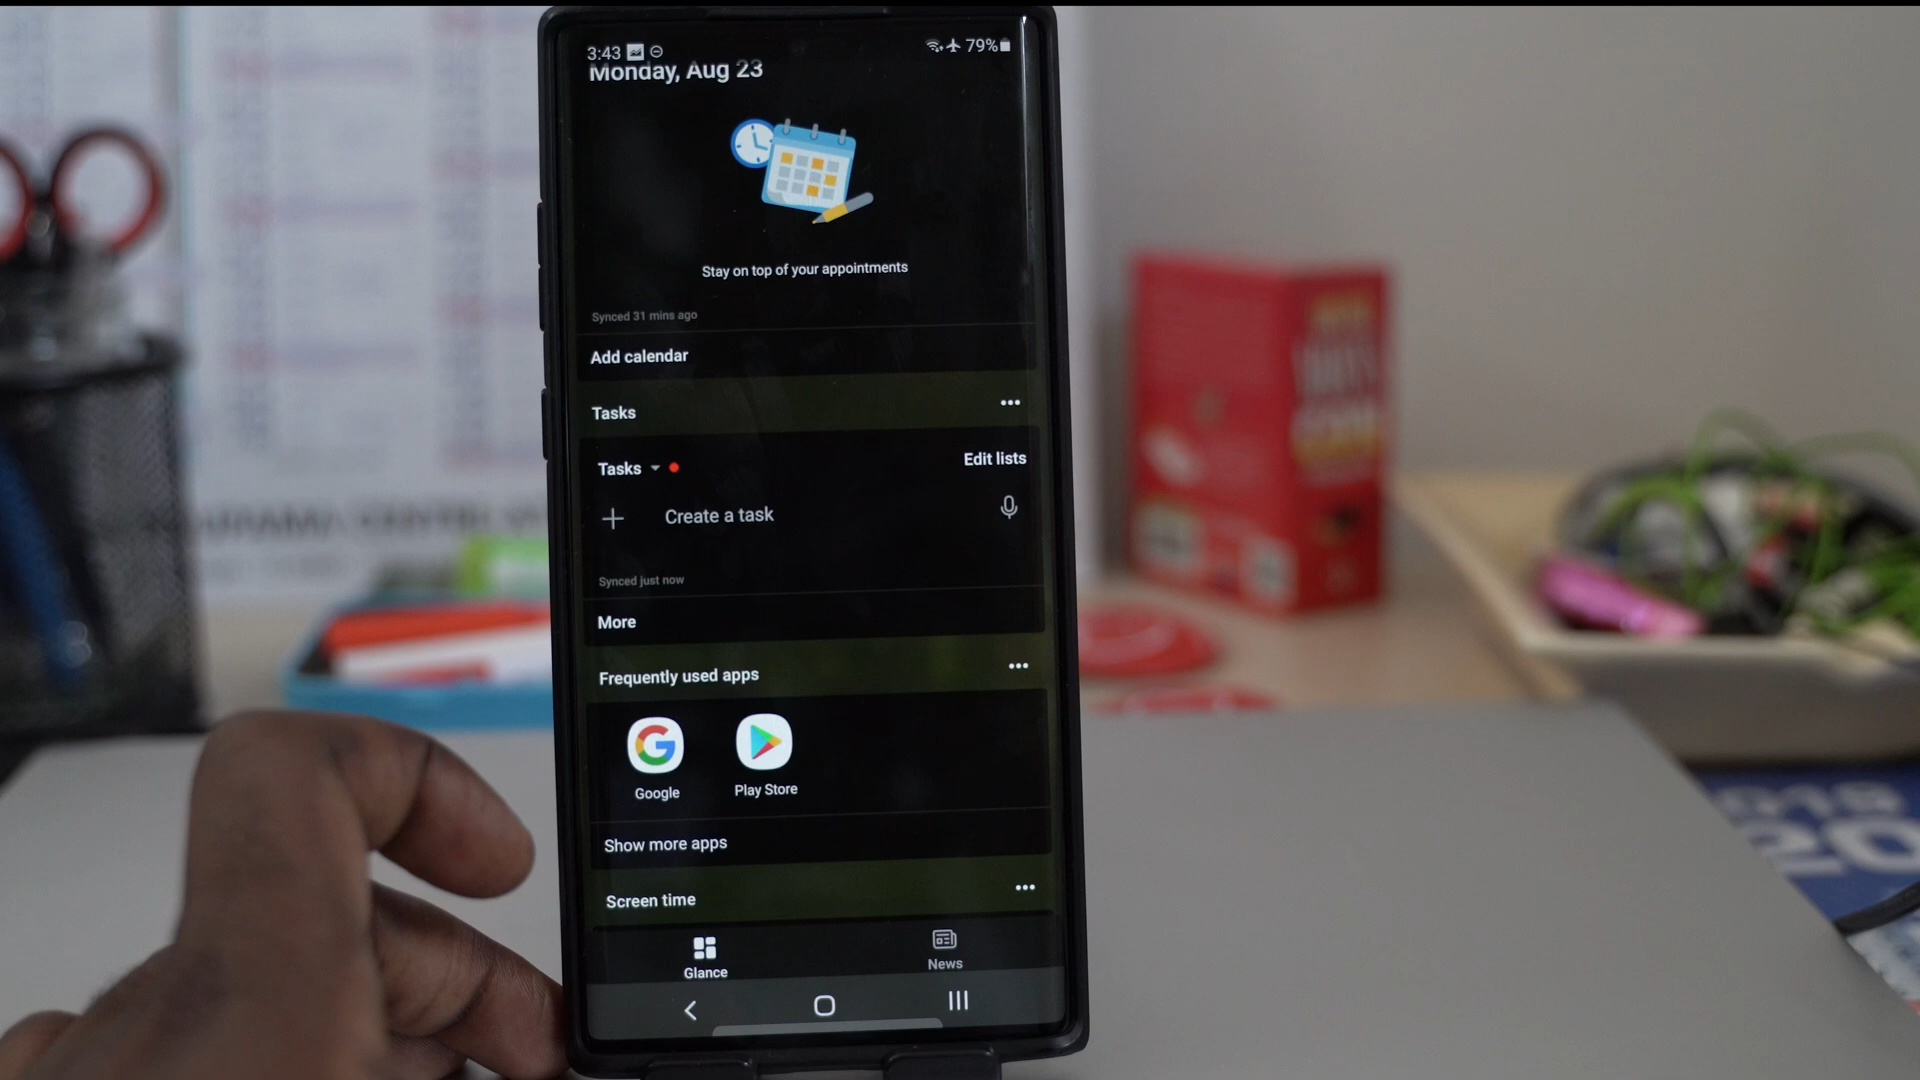 3:43 79%
Monday, Aug 23
Stay on top of your appointments
Synced 31 mins ago
Add calendar
Tasks
Tasks Edit lists
Create a task
Synced just now
More
Frequently used apps
Google Play Store
Show more apps
Screen time
Glance News